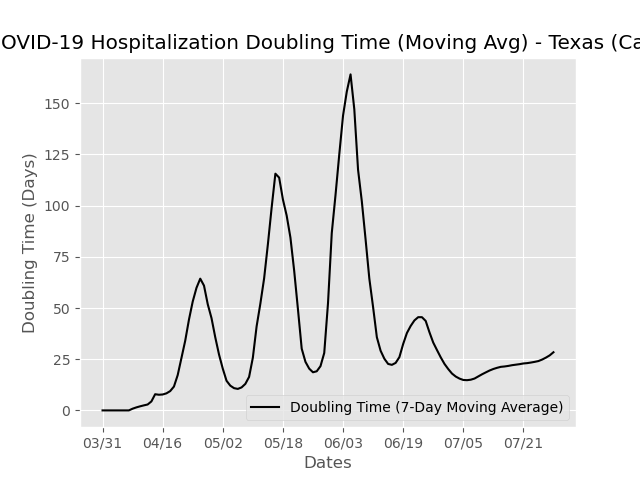 OVID-19 Hospitalization Doubling Time (Moving Avg) - Texas (Ca
Doubling Time (Days)
150
125
100
75
50
25
0
Doubling Time (7-Day Moving Average)
03/31 04/16 05/02 05/18 06/03 06/19 07/05 07/21
Dates